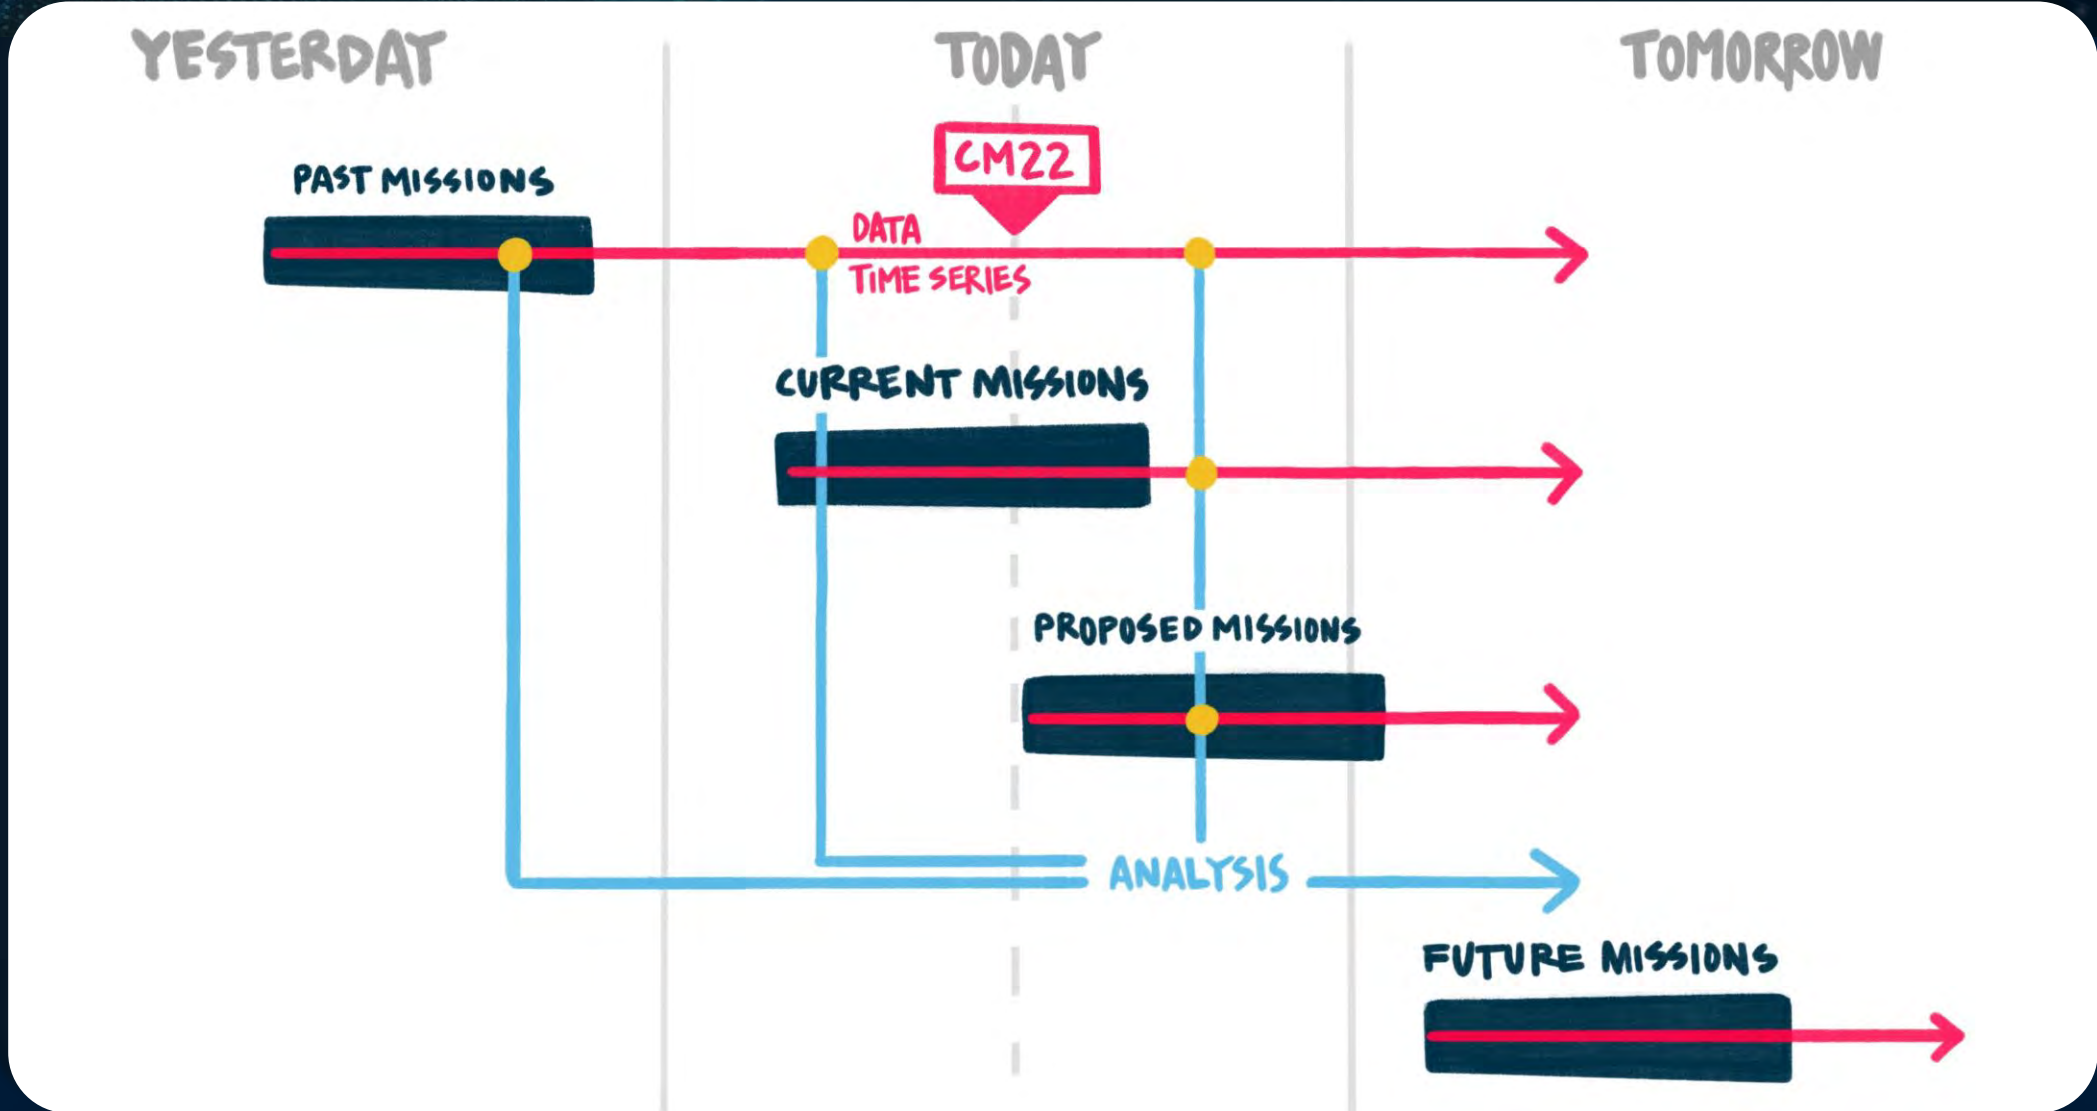 YESTERDAY
TODAY
TOMORROW
CM22
PAST MISSIONS
DATA
TIME SERIES
CURRENT MISSIONS
PROPOSED MISSIONS
ANALYSIS
FUTURE MISSIONS